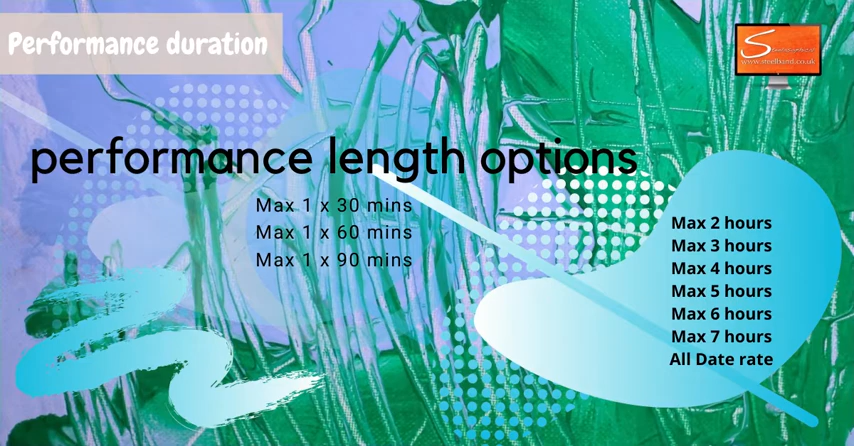 Performance duration
www.steelband.co.uk
performance length options
Max 1 x 30 mins
Max 1 x 60 mins
Max 1 x 90 mins
Max 2 hours
Max 3 hours
Max 4 hours
Max 5 hours
Max 6 hours
Max 7 hours
All Date rate